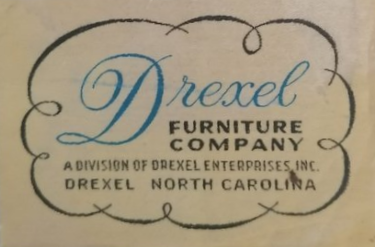 Drexel
FURNITURE
COMPANY
A DIVISION OF DREXEL ENTERPRISES, INC.
DREXEL NORTH CAROLINA